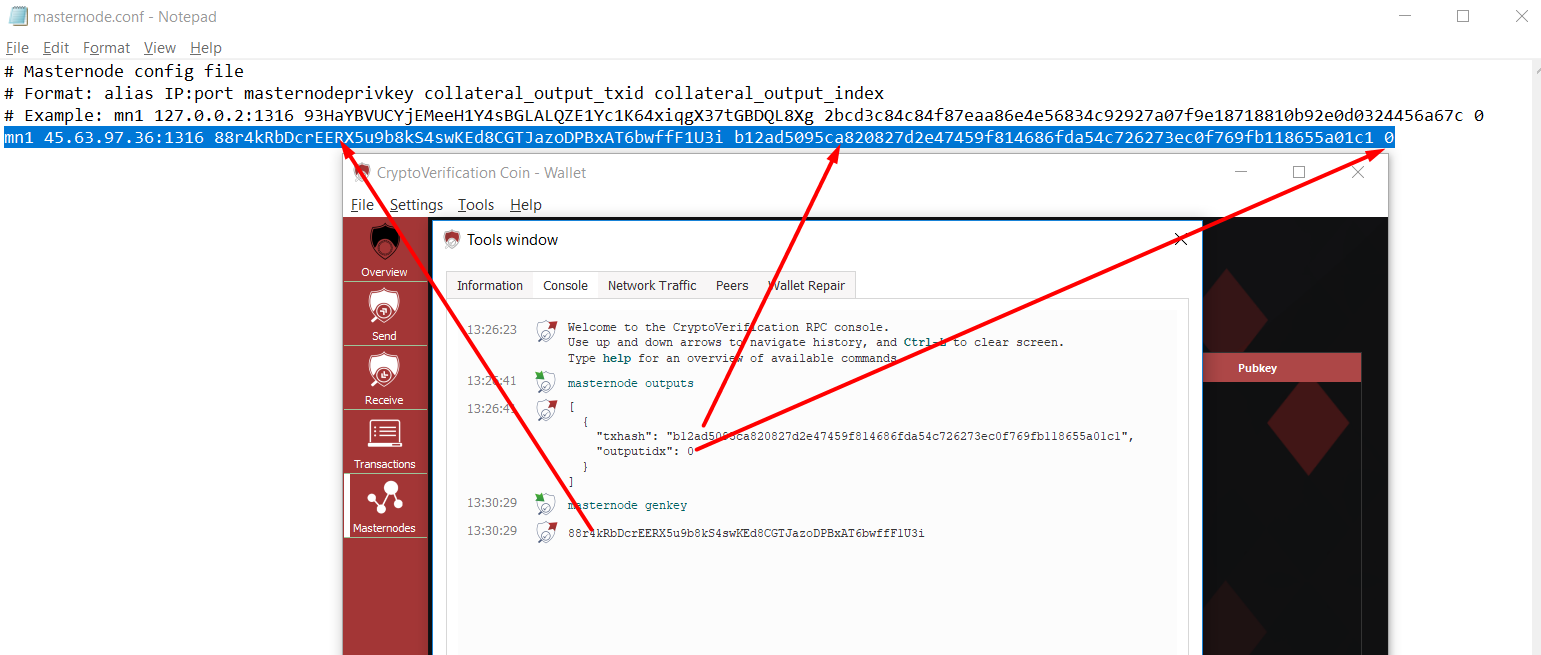 masternode.conf - Notepad
File Edit Format View Help
# Masternode config file
# Format: alias IP:port masternodeprivkey collateral_output_txid collateral_output_index
# Example: mn1 127.0.0.2:1316 93HaYBVUCYjEMeeH1Y4sBGLALQZE1Yc1K64xiqgX37tGBDQL8Xg 2bcd3c84c84f87eaa86e4e56834c92927a07f9e18718810b92e0d0324456a67c 0
mn1 45.63.97.36:1316 88r4kRbDcrEERX5u9b8kS4swKEd8CGTJazoDPBxAT6bwffF1U3i b12ad5095ca820827d2e47459f814686fda54c726273ec0f769fb118655a01c1 0
CryptoVerification Coin - Wallet
File Settings Tools Help
Overview
Send
Receive
Transactions
Masternodes
Tools window
Information Console Network Traffic Peers Wallet Repair
13:26:23 Welcome to the CryptoVerification RPC console.
Use up and down arrows to navigate history, and Ctrl-L to clear screen.
Type help for an overview of available commands.
13:26:41 masternode outputs
13:26:41 [
{
"txhash": "b12ad5095ca820827d2e47459f814686fda54c726273ec0f769fb118655a01c1",
"outputidx": 0
}
]
13:30:29 masternode genkey
13:30:29 88r4kRbDcrEERX5u9b8kS4swKEd8CGTJazoDPBxAT6bwffF1U3i
Pubkey